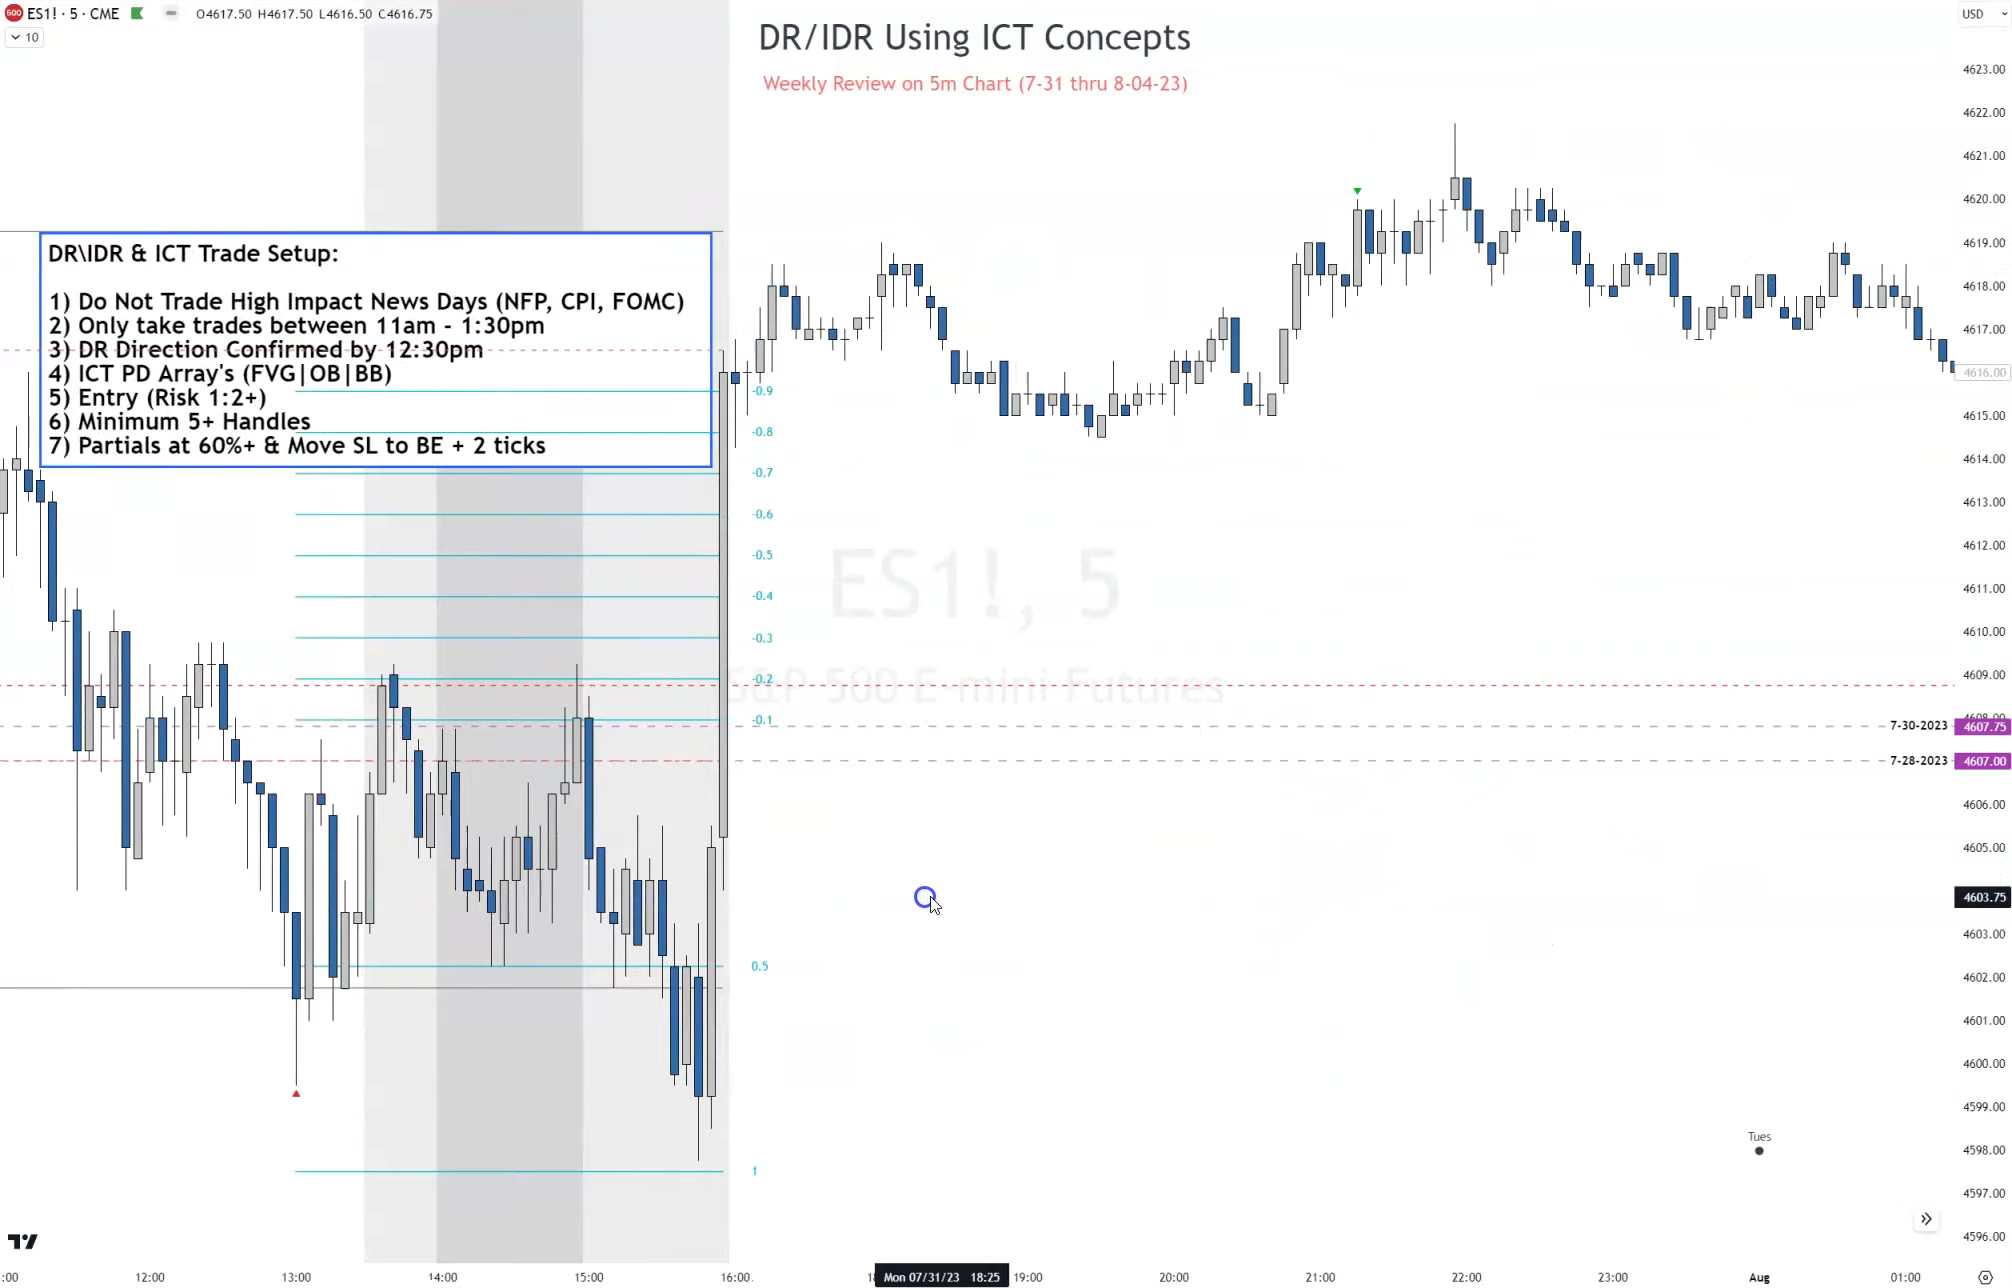 ES1! · 5 · CME
O4617.50 H4617.50 L4616.50 C4616.75
10
DR/IDR Using ICT Concepts
Weekly Review on 5m Chart (7-31 thru 8-04-23)
USD
DR\IDR & ICT Trade Setup:
1) Do Not Trade High Impact News Days (NFP, CPI, FOMC)
2) Only take trades between 11am - 1:30pm
3) DR Direction Confirmed by 12:30pm
4) ICT PD Array's (FVG|OB|BB)
5) Entry (Risk 1:2+)
6) Minimum 5+ Handles
7) Partials at 60%+ & Move SL to BE + 2 ticks
-0.9
-0.8
-0.7
-0.6
-0.5
-0.4
-0.3
-0.2
-0.1
0.5
1
ES1!, 5
S&P 500 E-mini Futures
4623.00
4622.00
4621.00
4620.00
4619.00
4618.00
4617.00
4616.00
4615.00
4614.00
4613.00
4612.00
4611.00
4610.00
4609.00
7-30-2023 4607.75
7-28-2023 4607.00
4606.00
4605.00
4603.75
4603.00
4602.00
4601.00
4600.00
4599.00
4598.00
4597.00
4596.00
Tues
:00 12:00 13:00 14:00 15:00 16:00 Mon 07/31/23 18:25 19:00 20:00 21:00 22:00 23:00 Aug 01:00